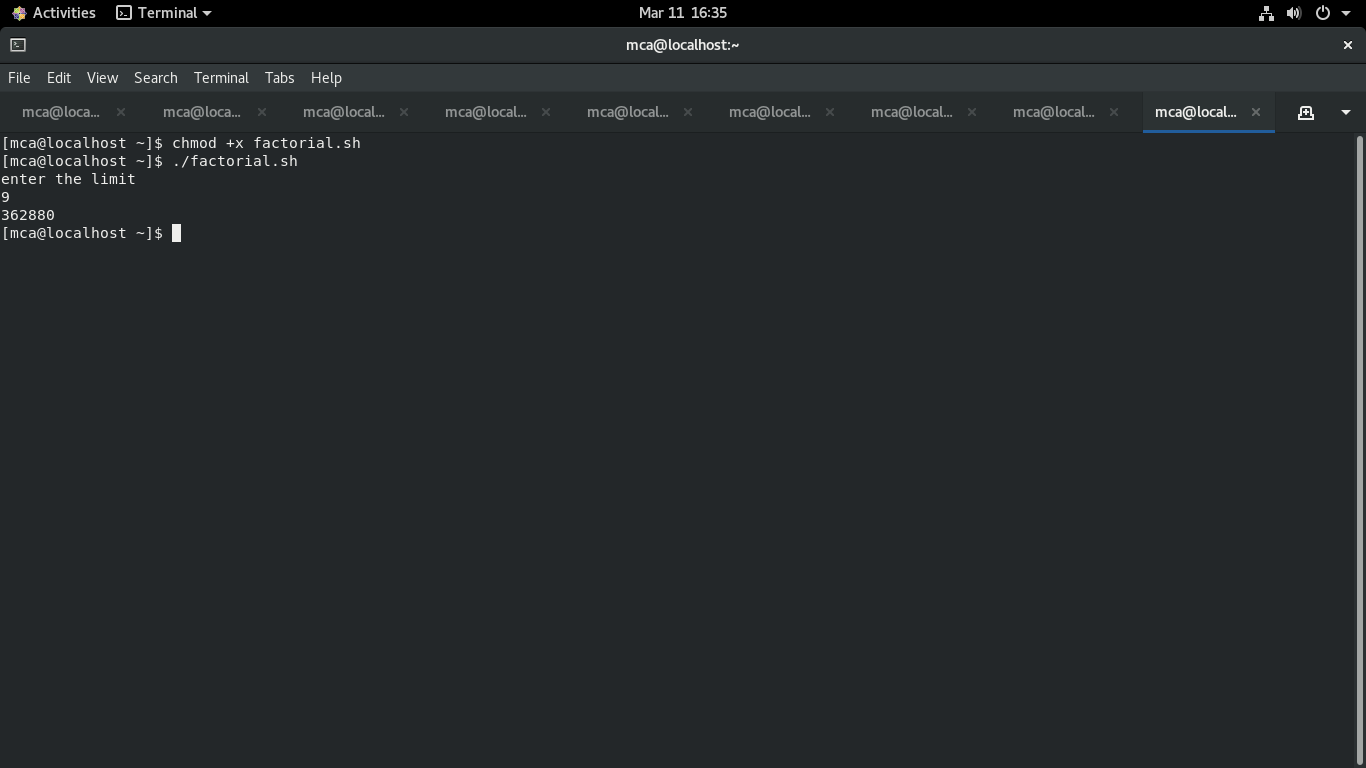 Activities Terminal Mar 11 16:35
mca@localhost:~
File Edit View Search Terminal Tabs Help
mca@loca... mca@loca... mca@local... mca@local... mca@local... mca@local... mca@local... mca@local... mca@local...
[mca@localhost ~]$ chmod +x factorial.sh
[mca@localhost ~]$ ./factorial.sh
enter the limit
9
362880
[mca@localhost ~]$